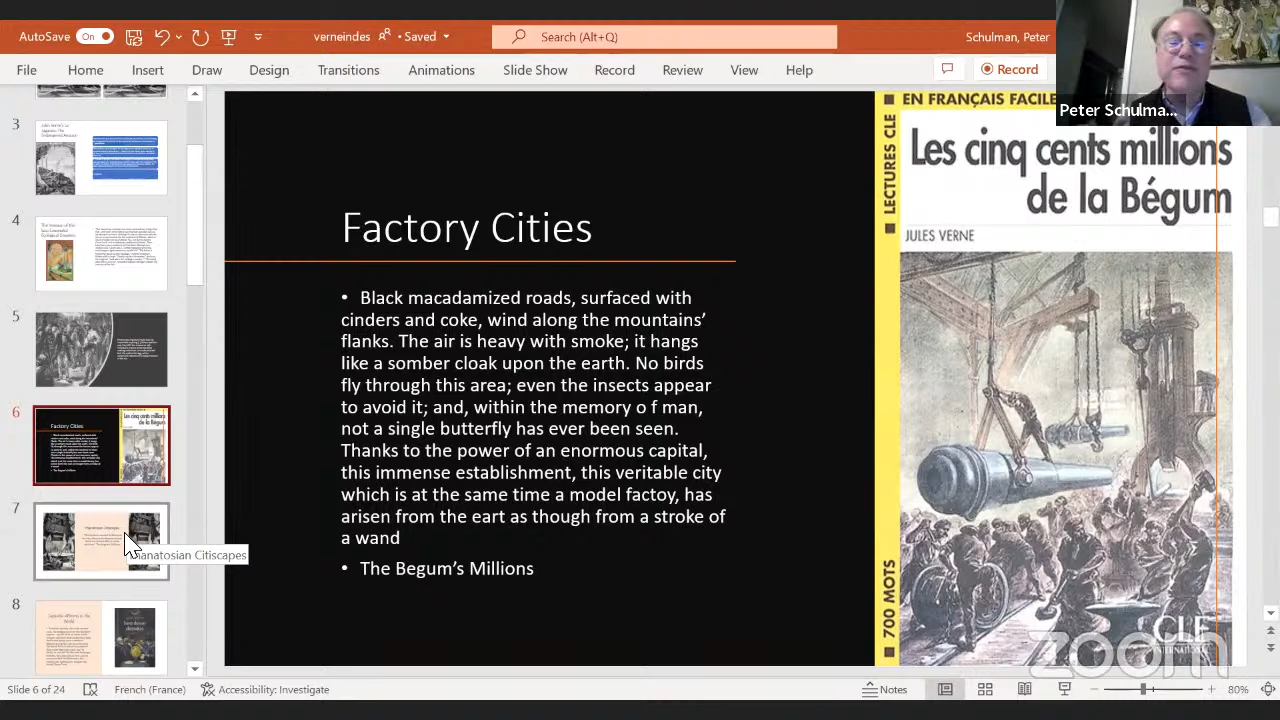 AutoSave
On
verneindes
• Saved
Search (Alt+Q)
Schulman, Peter
File
Home
Insert
Draw
Design
Transitions
Animations
Slide Show
Record
Review
View
Help
Record
Peter Schulma...
3
4
5
6
Factory Cities
7
8
anatosian Citiscapes
Factory Cities
• Black macadamized roads, surfaced with
cinders and coke, wind along the mountains’
flanks. The air is heavy with smoke; it hangs
like a somber cloak upon the earth. No birds
fly through this area; even the insects appear
to avoid it; and, within the memory o f man,
not a single butterfly has ever been seen.
Thanks to the power of an enormous capital,
this immense establishment, this veritable city
which is at the same time a model factoy, has
arisen from the eart as though from a stroke of
a wand
• The Begum’s Millions
EN FRANÇAIS FACILE
LECTURES CLE
Les cinq cents millions
de la Bégum
JULES VERNE
700 MOTS
CLE
INTERNATIONAL
zoom
Slide 6 of 24
French (France)
Accessibility: Investigate
Notes
80%